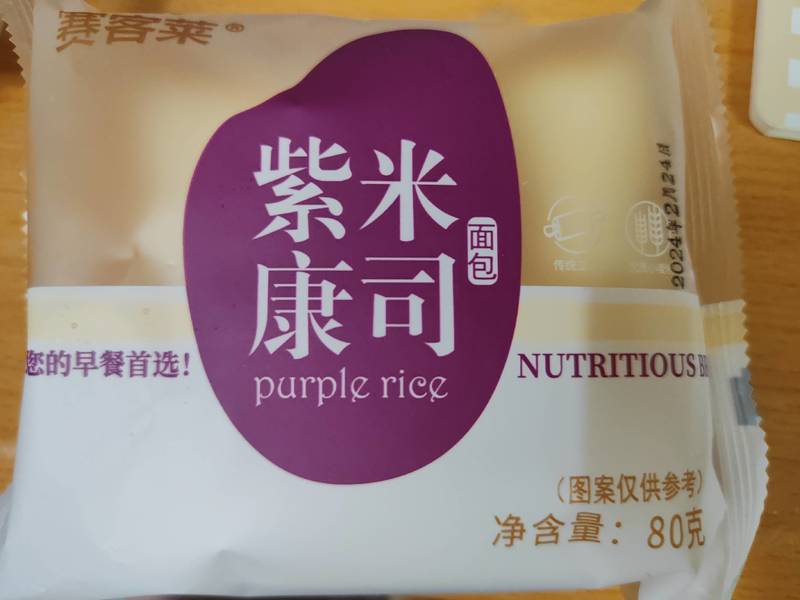 赛客莱®
紫米
康司
面包
purple rice
2024年2月24日
传统
您的早餐首选!
NUTRITIOUS
(图案仅供参考)
净含量: 80克